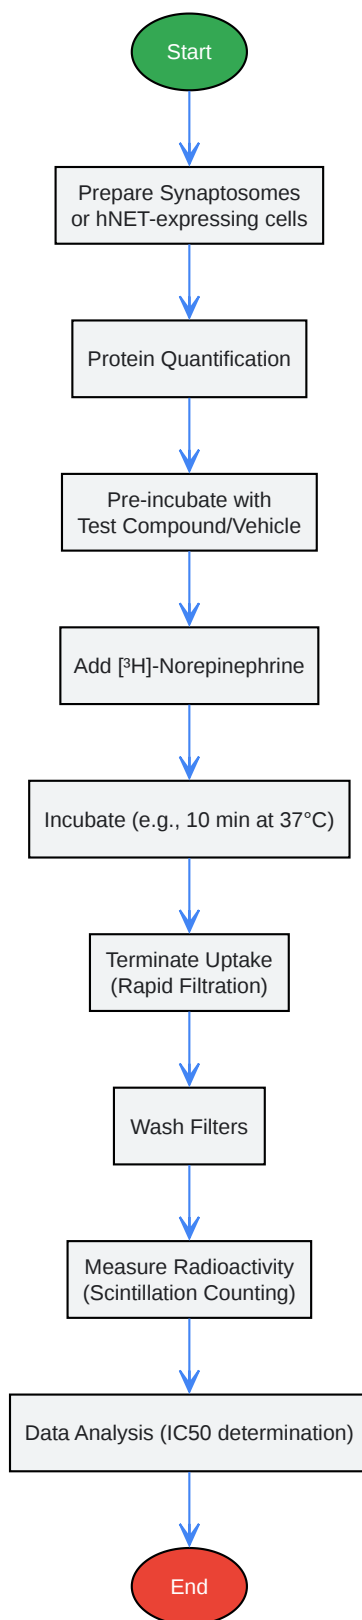 Start
Prepare Synaptosomes
or hNET-expressing cells
Protein Quantification
Pre-incubate with
Test Compound/Vehicle
Add [³H]-Norepinephrine
Incubate (e.g., 10 min at 37°C)
Terminate Uptake
(Rapid Filtration)
Wash Filters
Measure Radioactivity
(Scintillation Counting)
Data Analysis (IC50 determination)
End